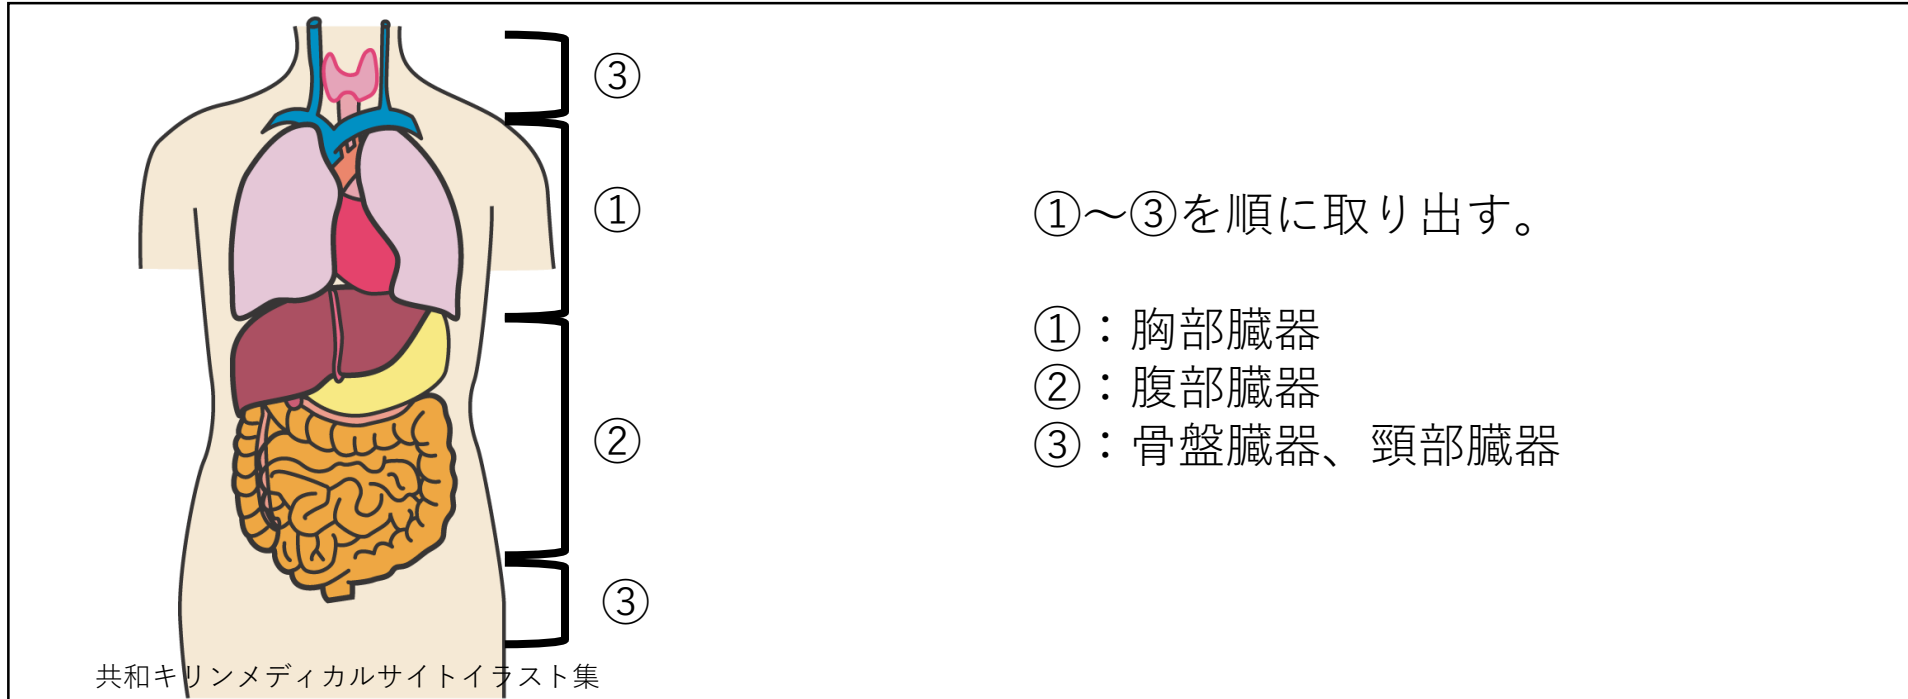 ③
①
②
③
共和キリンメディカルサイトイラスト集
①～③を順に取り出す。
①：胸部臓器
②：腹部臓器
③：骨盤臓器、頸部臓器